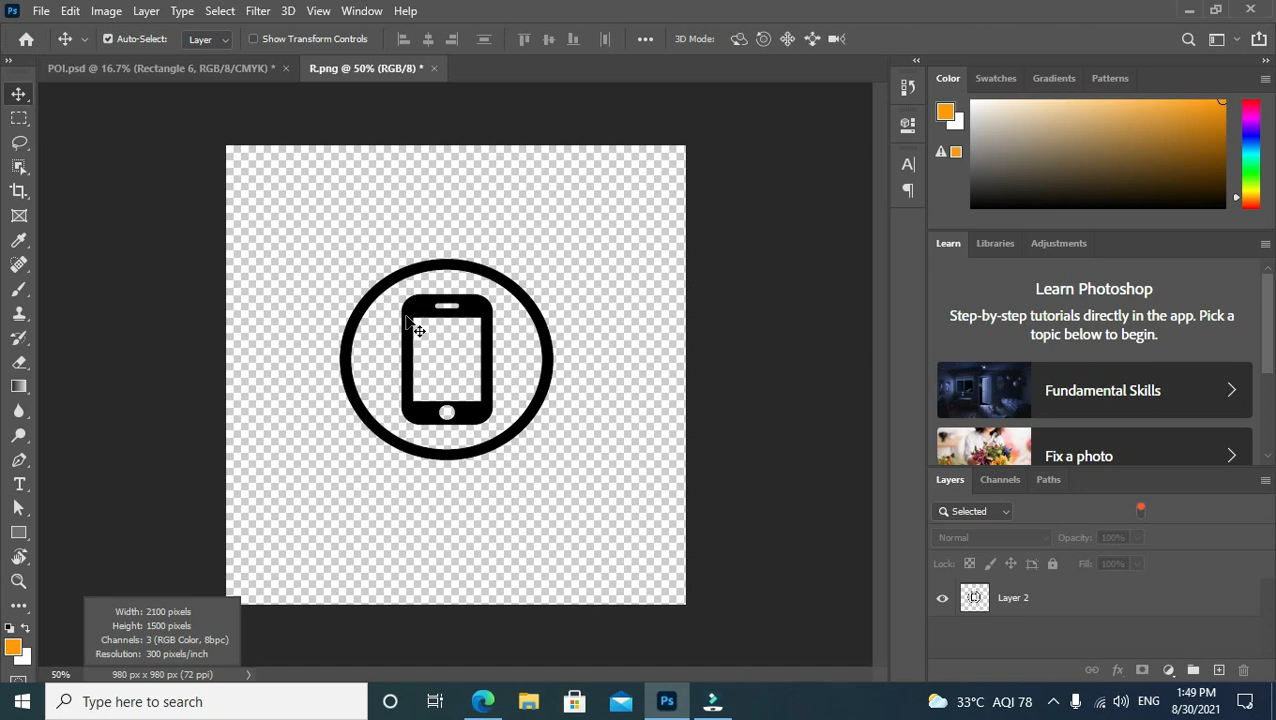 Ps File Edit Image Layer Type Select Filter 3D View Window Help
Auto-Select: Layer Show Transform Controls 3D Mode:
POI.psd @ 16.7% (Rectangle 6, RGB/8/CMYK) * × R.png @ 50% (RGB/8) * ×
Color Swatches Gradients Patterns
Learn Libraries Adjustments
Learn Photoshop
Step-by-step tutorials directly in the app. Pick a
topic below to begin.
Fundamental Skills
Fix a photo
Layers Channels Paths
Selected
Normal Opacity: 100%
Lock: Fill: 100%
Layer 2
Width: 2100 pixels
Height: 1500 pixels
Channels: 3 (RGB Color, 8bpc)
Resolution: 300 pixels/inch
50% 980 px x 980 px (72 ppi)
Type here to search
Ps
33°C AQI 78
ENG
1:49 PM
8/30/2021